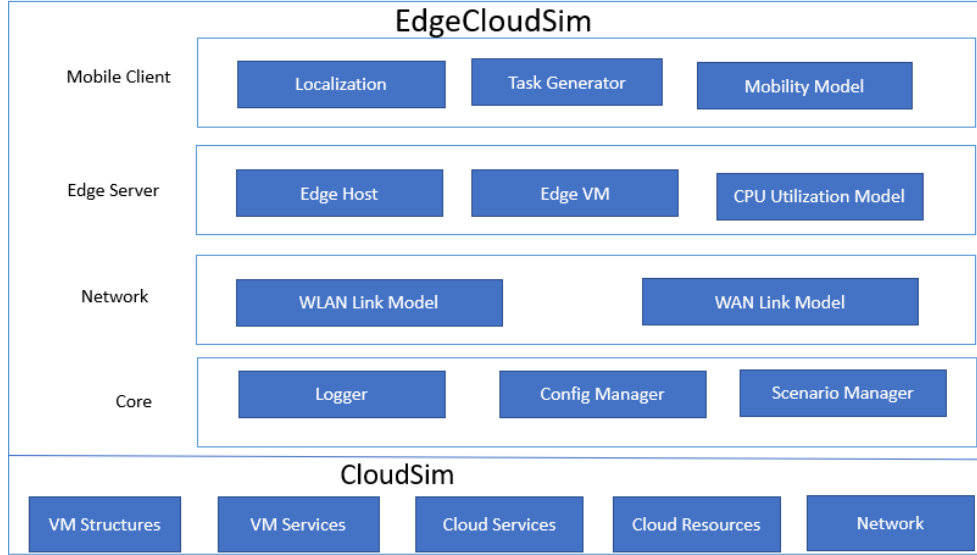 EdgeCloudSim
Mobile Client
Localization
Task Generator
Mobility Model
Edge Server
Edge Host
Edge VM
CPU Utilization Model
Network
WLAN Link Model
WAN Link Model
Core
Logger
Config Manager
Scenario Manager
CloudSim
VM Structures
VM Services
Cloud Services
Cloud Resources
Network